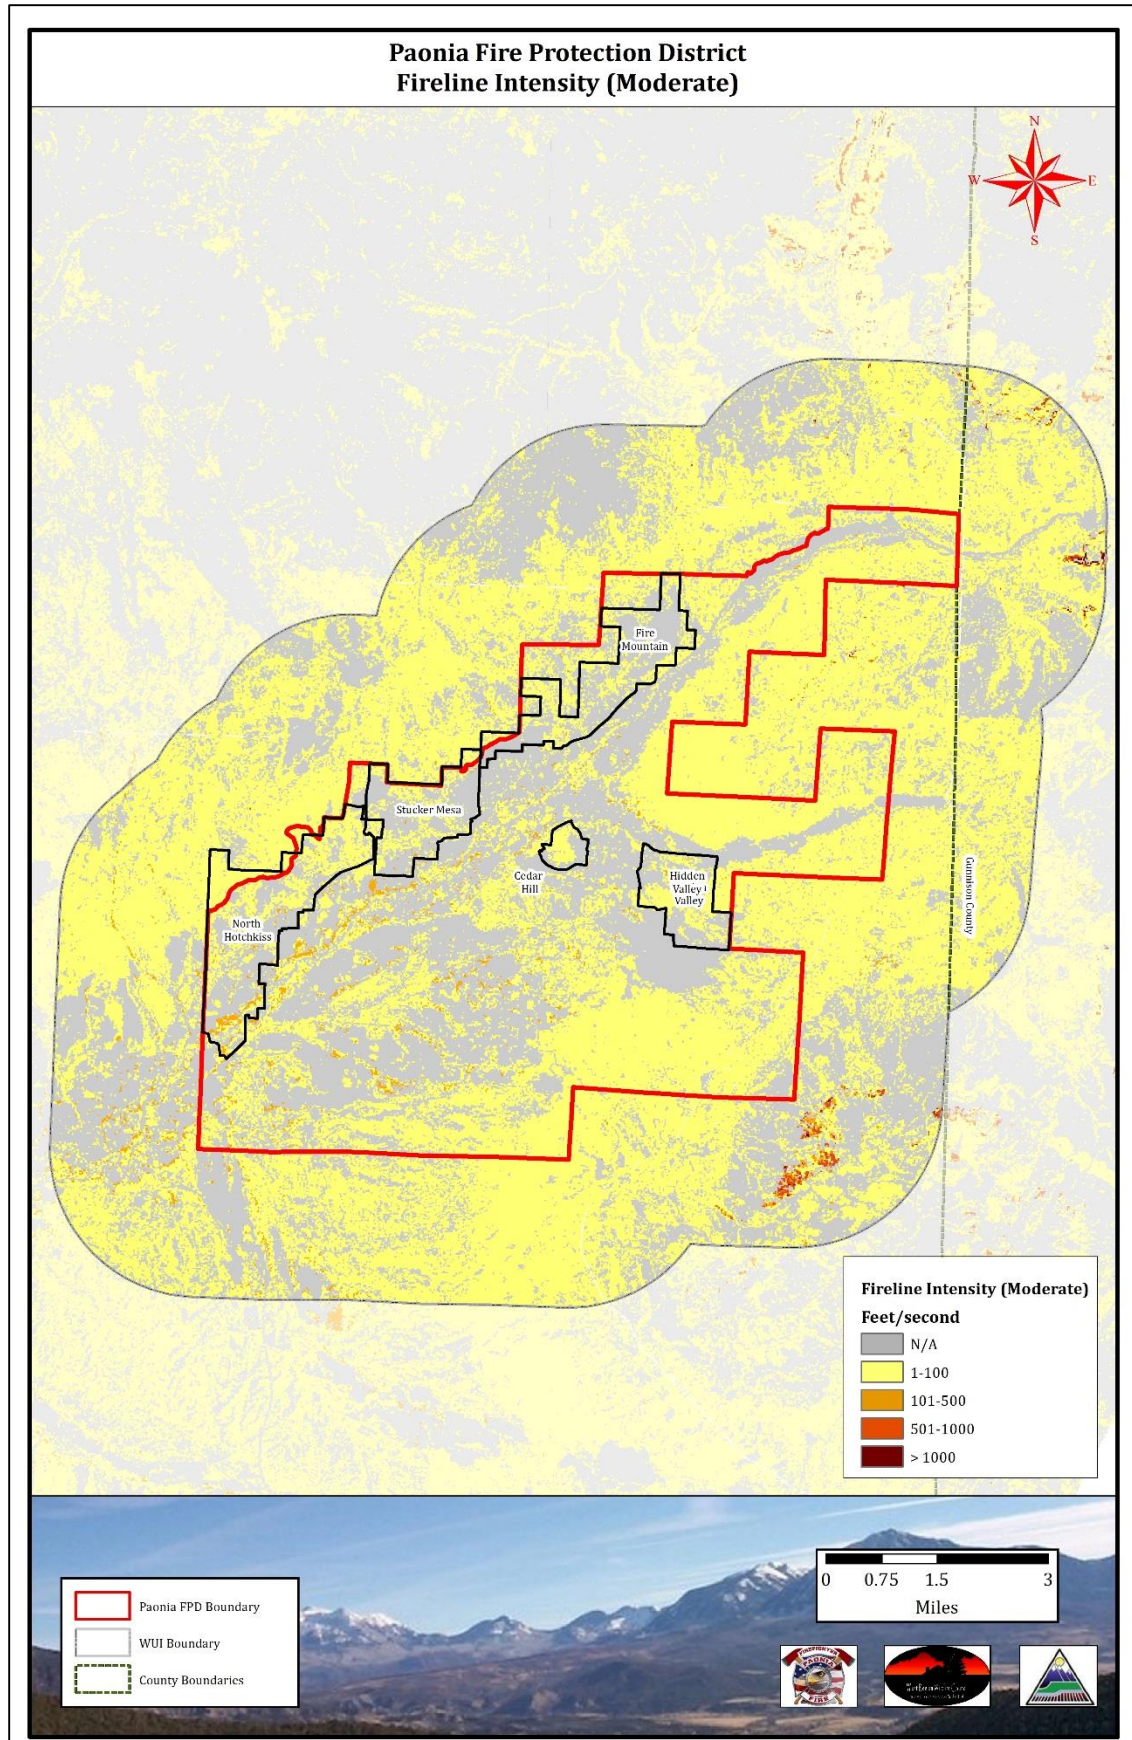 Paonia Fire Protection District
Fireline Intensity (Moderate)
N
W
E
S
Fire
Mountain
Stucker Mesa
Cedar
Hill
Hidden
Valley
Valley
North
Hotchkiss
Gunnison County
Fireline Intensity (Moderate)
Feet/second
N/A
1-100
101-500
501-1000
> 1000
Paonia FPD Boundary
WUI Boundary
County Boundaries
0 0.75 1.5 3
Miles
PAONIA
FIRE